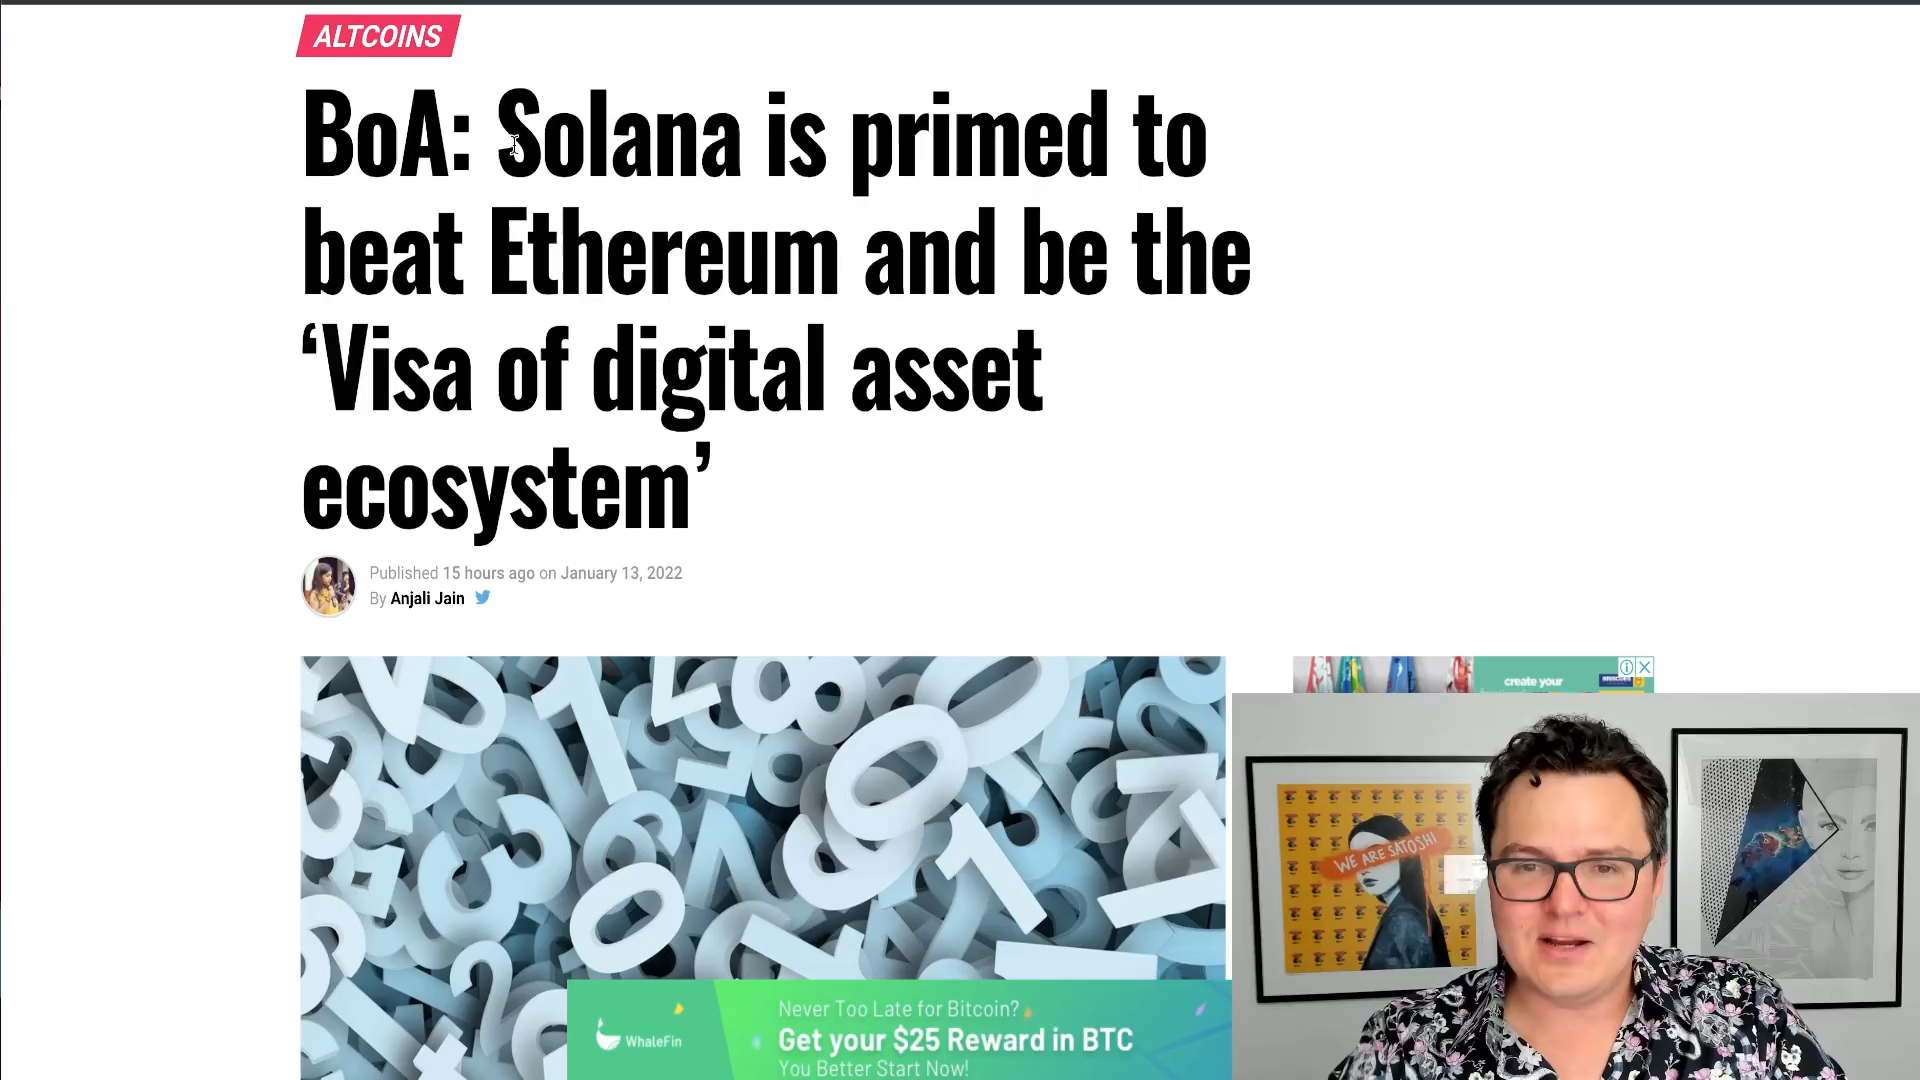 ALTCOINS
BoA: Solana is primed to
beat Ethereum and be the
‘Visa of digital asset
ecosystem’
Published 15 hours ago on January 13, 2022
By Anjali Jain
create your
WE ARE SATOSHI
Never Too Late for Bitcoin?
WhaleFin
Get your $25 Reward in BTC
You Better Start Now!